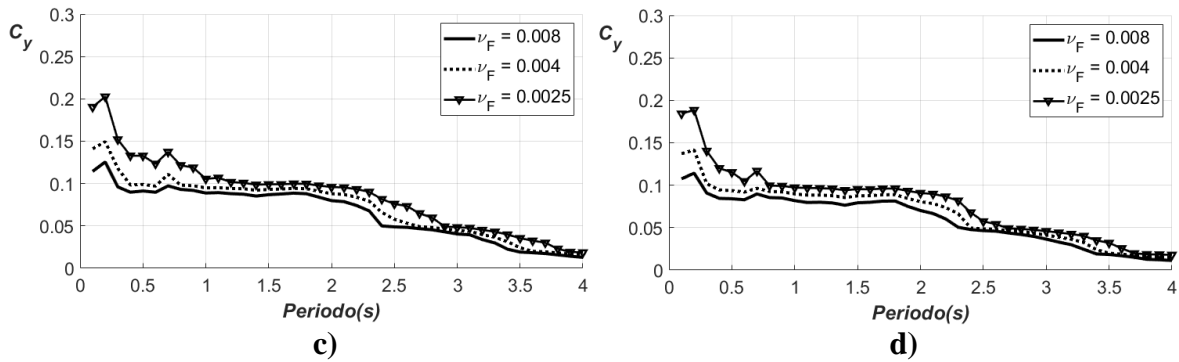 0.3
C_y
0.25
0.2
0.15
0.1
0.05
0
0 0.5 1 1.5 2 2.5 3 3.5 4
Periodo(s)
ν_F = 0.008
ν_F = 0.004
ν_F = 0.0025
c)
0.3
C_y
0.25
0.2
0.15
0.1
0.05
0
0 0.5 1 1.5 2 2.5 3 3.5 4
Periodo(s)
ν_F = 0.008
ν_F = 0.004
ν_F = 0.0025
d)